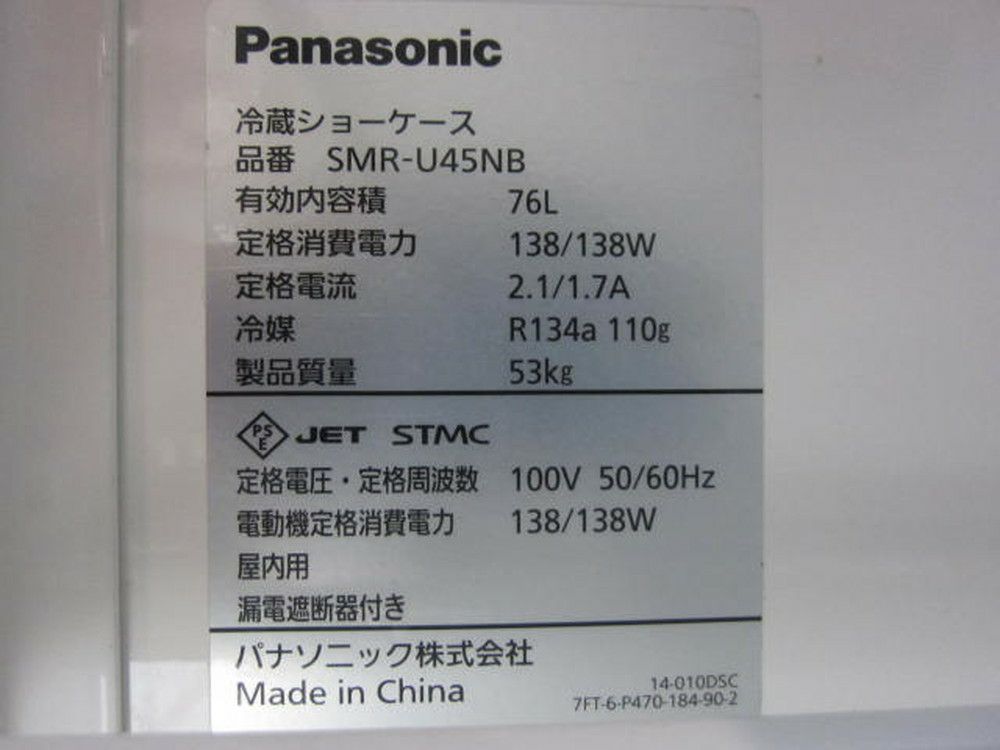 Panasonic
冷蔵ショーケース
品番 SMR-U45NB
有効内容積 76L
定格消費電力 138/138W
定格電流 2.1/1.7A
冷媒 R134a 110g
製品質量 53kg
PSE JET STMC
定格電圧・定格周波数 100V 50/60Hz
電動機定格消費電力 138/138W
屋内用
漏電遮断器付き
パナソニック株式会社
Made in China
14-010DSC
7FT-6-P470-184-90-2